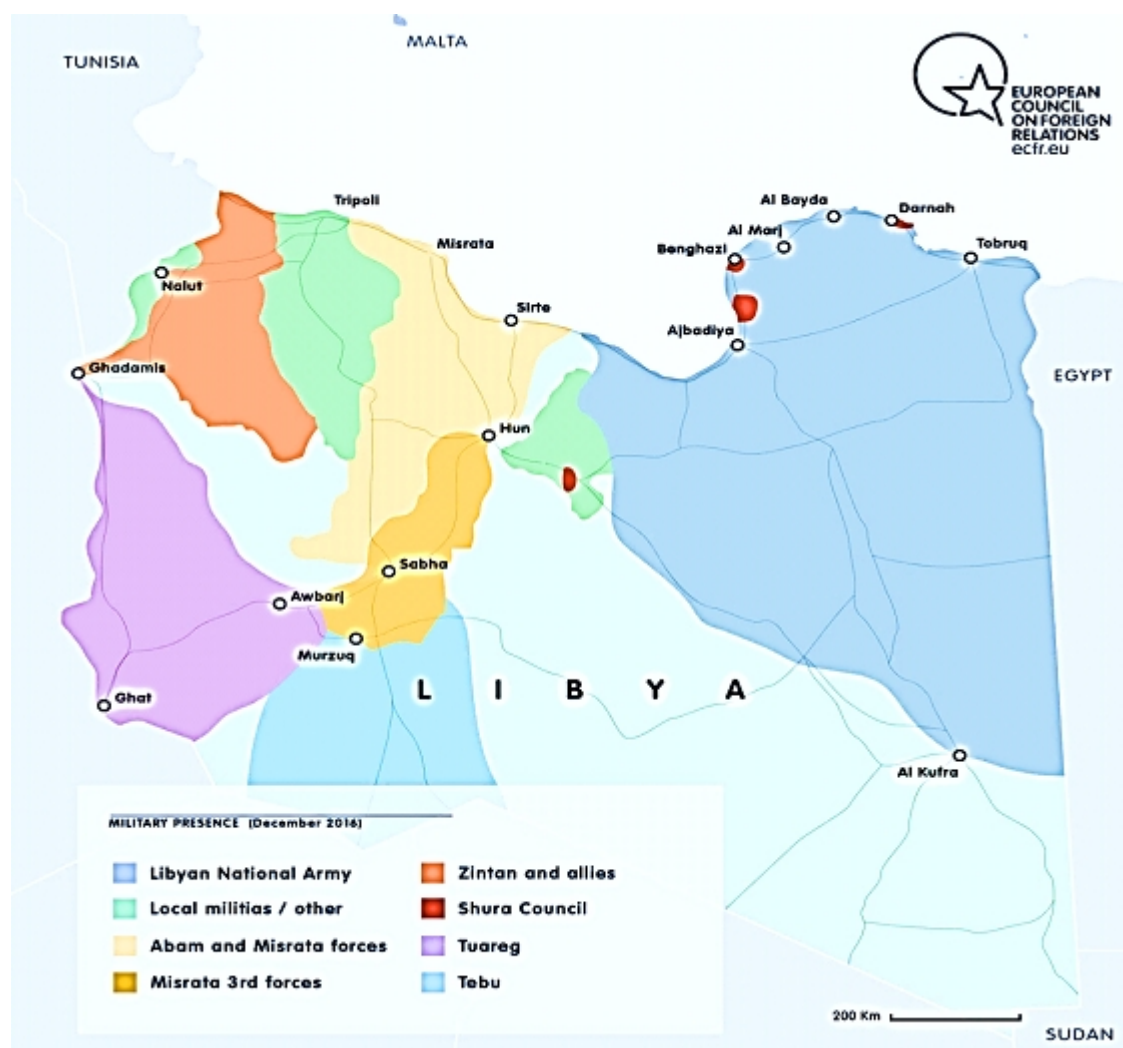 TUNISIA
MALTA
EUROPEAN
COUNCIL
ON FOREIGN
RELATIONS
ecfr.eu
Tripoli
Al Bayda
Darnah
Al Marj
Misrata
Benghazi
Tobruq
Nalut
Sirte
Ajbadiya
Ghadamis
EGYPT
Hun
Sabha
Awbarj
Murzuq
L I B Y A
Ghat
Al Kufra
MILITARY PRESENCE (December 2016)
Libyan National Army
Local militias / other
Abam and Misrata forces
Misrata 3rd forces
Zintan and allies
Shura Council
Tuareg
Tebu
200 Km
SUDAN